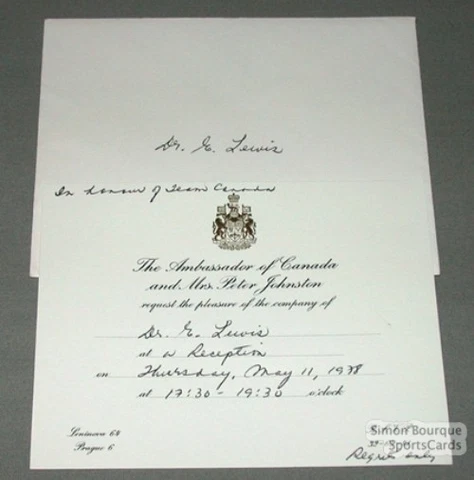 Dr. G. Lewis
In honour of Team Canada
The Ambassador of Canada
and Mrs. Peter Johnston
request the pleasure of the company of
Dr. G. Lewis
at a Reception
on Thursday, May 11, 1978
at 17:30 - 19:30 o'clock
Leninova 64
Prague 6
Regrets only
Simon Bourque
SportsCards